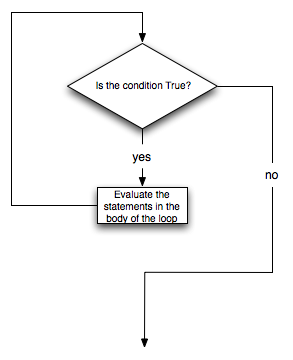 Is the condition True?
yes
no
Evaluate the
statements in the
body of the loop